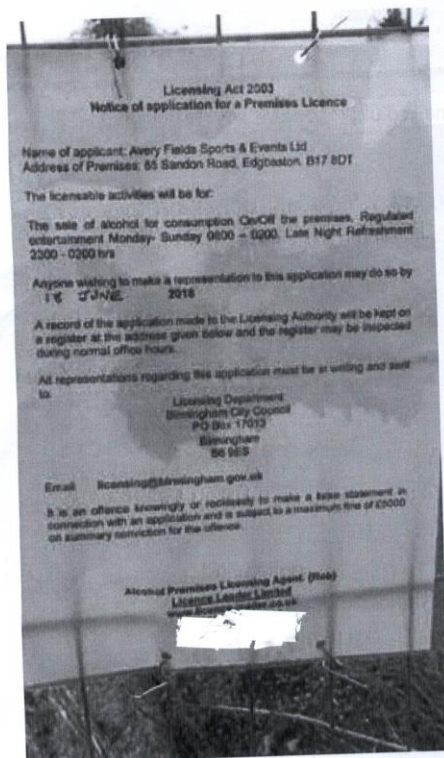 Licensing Act 2003
Notice of application for a Premises Licence
Name of applicant: Avery Fields Sports & Events Ltd
Address of Premises: 85 Sandon Road, Edgbaston. B17 8DT
The licensable activities will be for:
The sale of alcohol for consumption On/Off the premises. Regulated
entertainment Monday- Sunday 0800 – 0200. Late Night Refreshment
2300 - 0200 hrs
Anyone wishing to make a representation to this application may do so by
18 JUNE 2018
A record of the application made to the Licensing Authority will be kept on
a register at the address given below and the register may be inspected
during normal office hours.
All representations regarding this application must be in writing and sent
to:
Licensing Department
Birmingham City Council
PO Box 17013
Birmingham
B6 9ES
Email: licensing@birmingham.gov.uk
It is an offence knowingly or recklessly to make a false statement in
connection with an application and is subject to a maximum fine of £5000
on summary conviction for the offence.
Alcohol Premises Licensing Agent. (Rob)
Licence Leader Limited